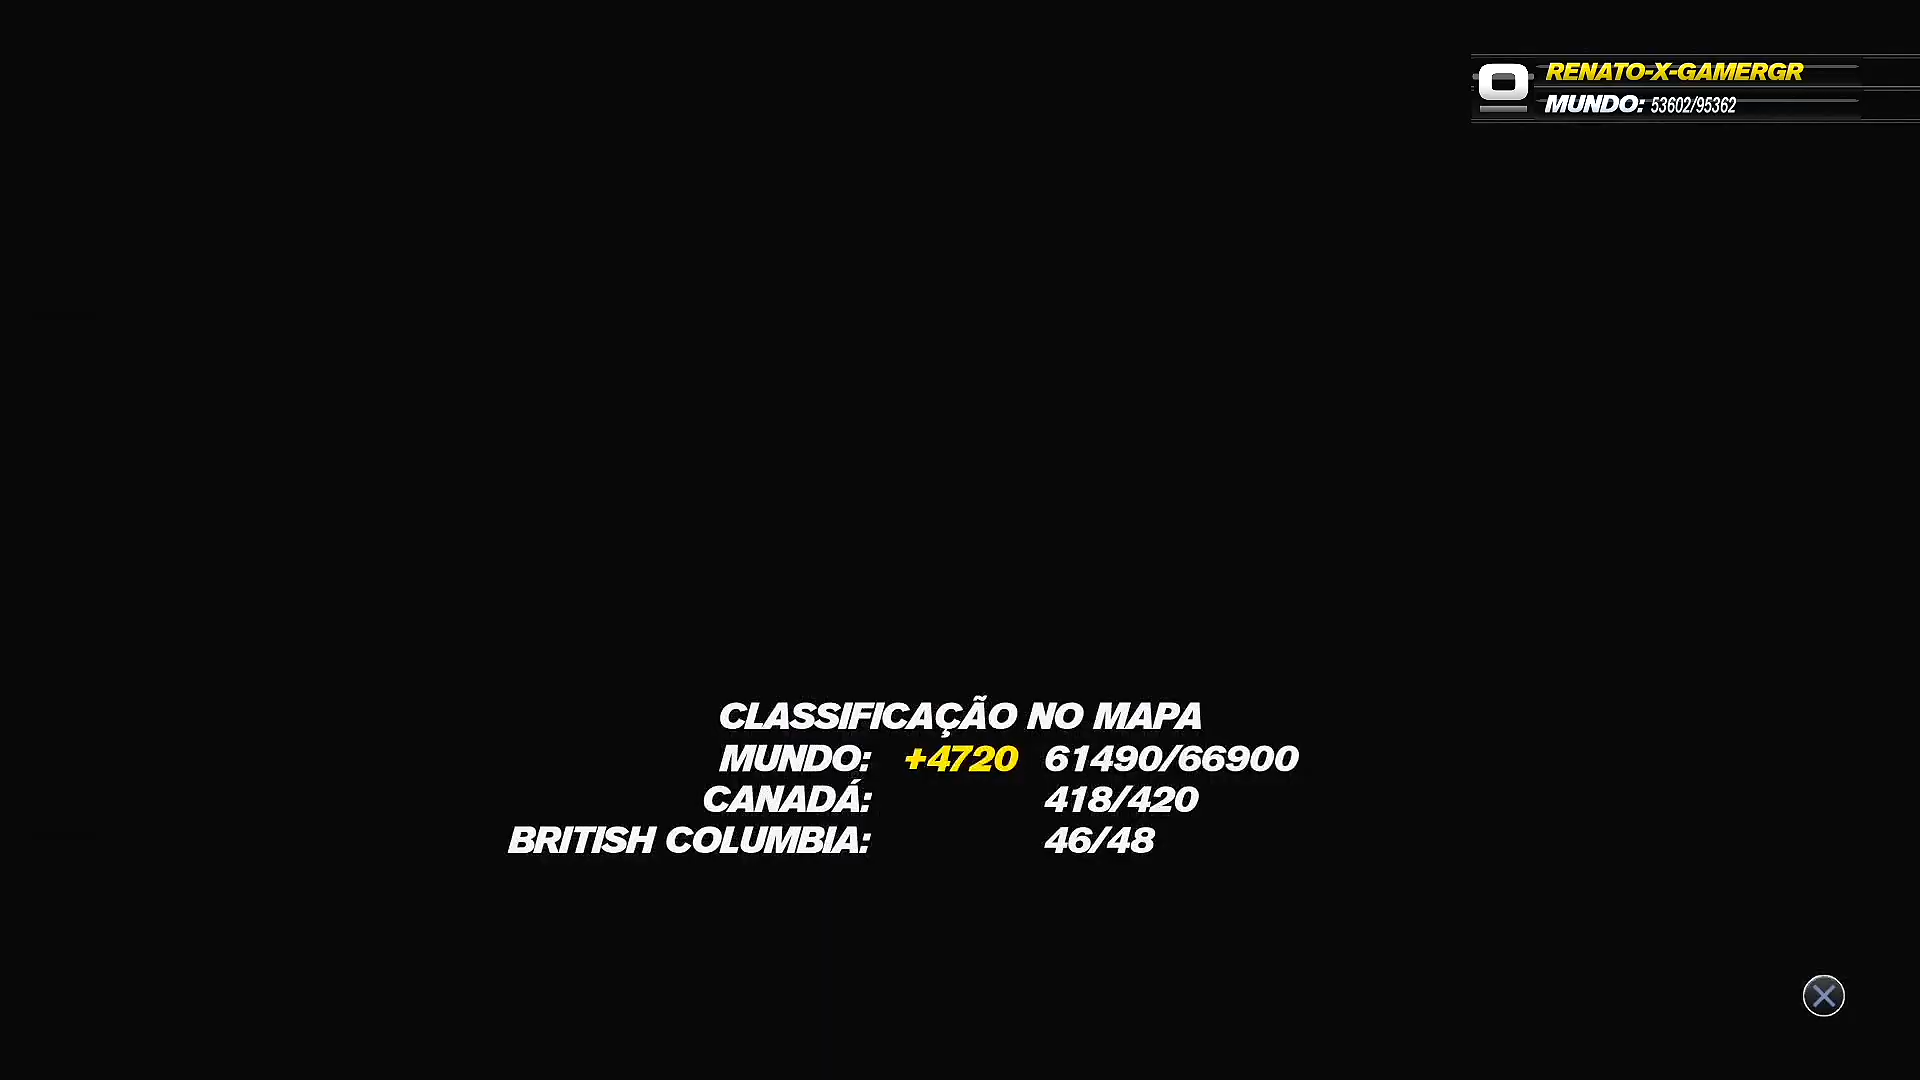 RENATO-X-GAMERGR
MUNDO: 53602/95362
CLASSIFICAÇÃO NO MAPA
MUNDO: +4720 61490/66900
CANADÁ: 418/420
BRITISH COLUMBIA: 46/48